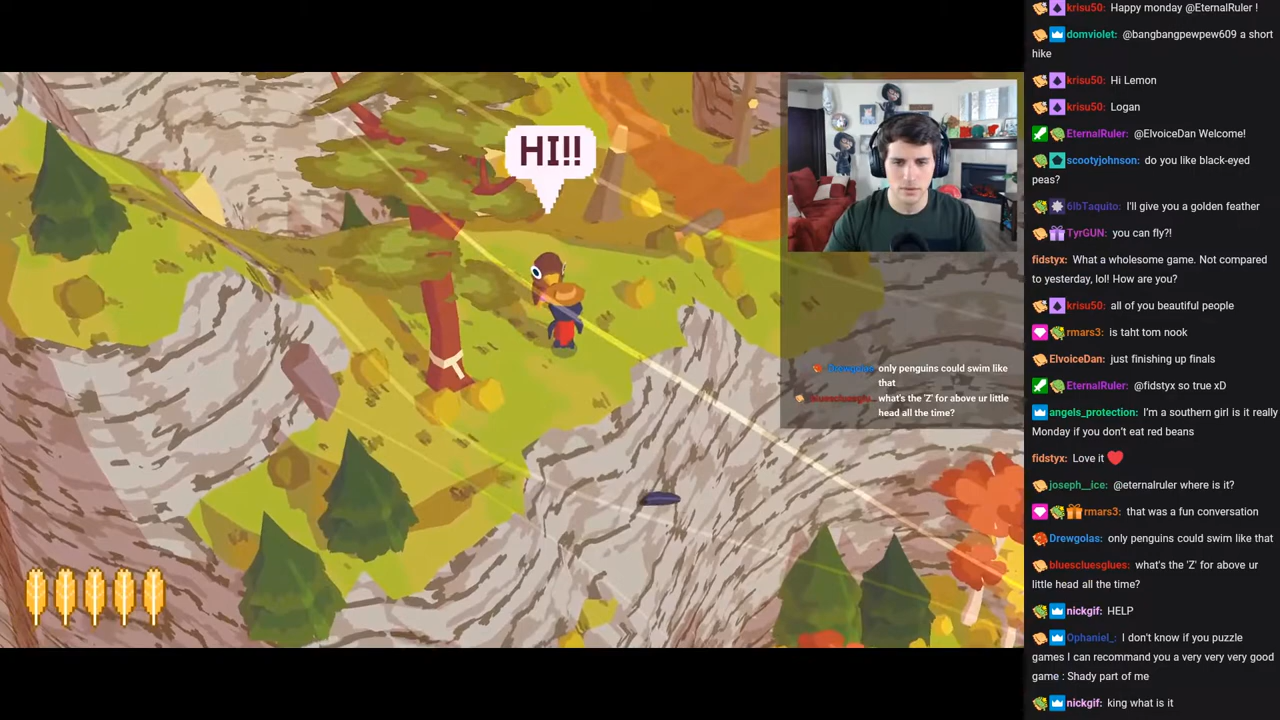 HI!!
only penguins could swim like
that
what's the 'Z' for above ur little
head all the time?
krisu50: Happy monday @EternalRuler !
domviolet: @bangbangpewpew609 a short
hike
krisu50: Hi Lemon
krisu50: Logan
EternalRuler: @ElvoiceDan Welcome!
scootyjohnson: do you like black-eyed
peas?
6lbTaquito: I'll give you a golden feather
TyrGUN: you can fly?!
fidstyx: What a wholesome game. Not compared
to yesterday, lol! How are you?
krisu50: all of you beautiful people
rmars3: is taht tom nook
ElvoiceDan: just finishing up finals
EternalRuler: @fidstyx so true xD
angels_protection: I'm a southern girl is it really
Monday if you don't eat red beans
fidstyx: Love it
joseph__ice: @eternalruler where is it?
rmars3: that was a fun conversation
Drewgolas: only penguins could swim like that
bluescluesglues: what's the 'Z' for above ur
little head all the time?
nickgif: HELP
Ophaniel_: I don't know if you puzzle
games I can recommand you a very very very good
game : Shady part of me
nickgif: king what is it